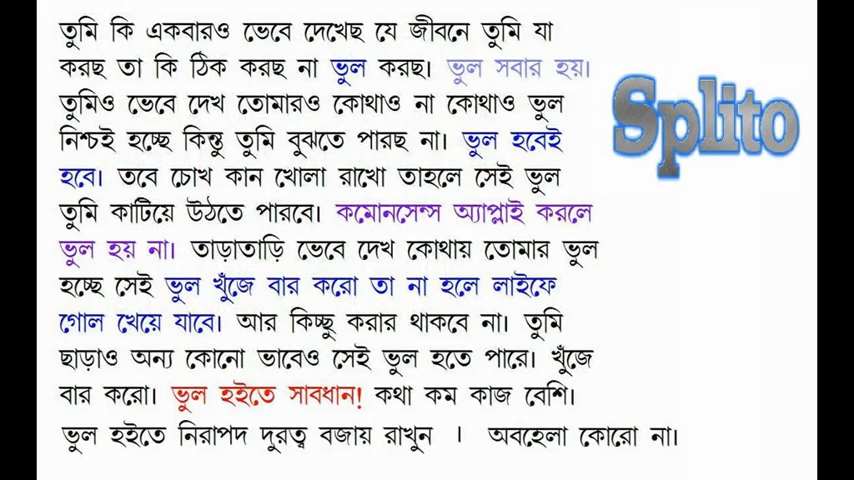 তুমি কি একবারও ভেবে দেখেছ যে জীবনে তুমি যা
করছ তা কি ঠিক করছ না ভুল করছ। ভুল সবার হয়।
তুমিও ভেবে দেখ তোমারও কোথাও না কোথাও ভুল
নিশ্চই হচ্ছে কিন্তু তুমি বুঝতে পারছ না। ভুল হবেই
হবে। তবে চোখ কান খোলা রাখো তাহলে সেই ভুল
তুমি কাটিয়ে উঠতে পারবে। কমোনসেন্স অ্যাপ্লাই করলে
ভুল হয় না। তাড়াতাড়ি ভেবে দেখ কোথায় তোমার ভুল
হচ্ছে সেই ভুল খুঁজে বার করো তা না হলে লাইফে
গোল খেয়ে যাবে। আর কিচ্ছু করার থাকবে না। তুমি
ছাড়াও অন্য কোনো ভাবেও সেই ভুল হতে পারে। খুঁজে
বার করো। ভুল হইতে সাবধান! কথা কম কাজ বেশি।
ভুল হইতে নিরাপদ দুরত্ব বজায় রাখুন । অবহেলা কোরো না।
Splito